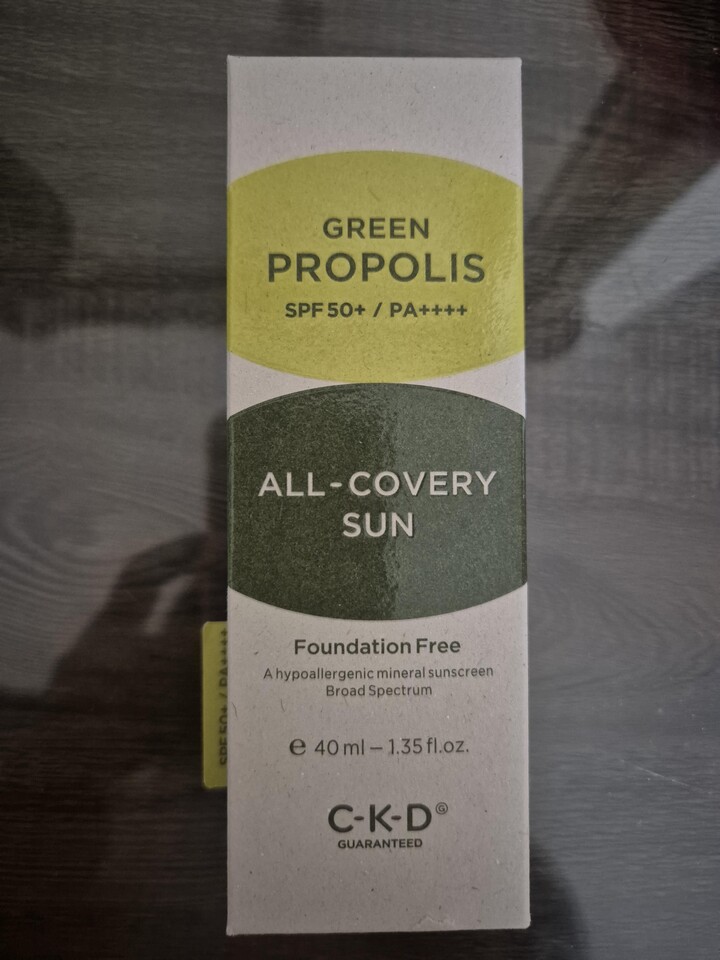 GREEN
PROPOLIS
SPF 50+ / PA++++
ALL-COVERY
SUN
Foundation Free
A hypoallergenic mineral sunscreen
Broad Spectrum
e 40 ml – 1.35 fl.oz.
C-K-D G
GUARANTEED
SPF 50+ / PA++++